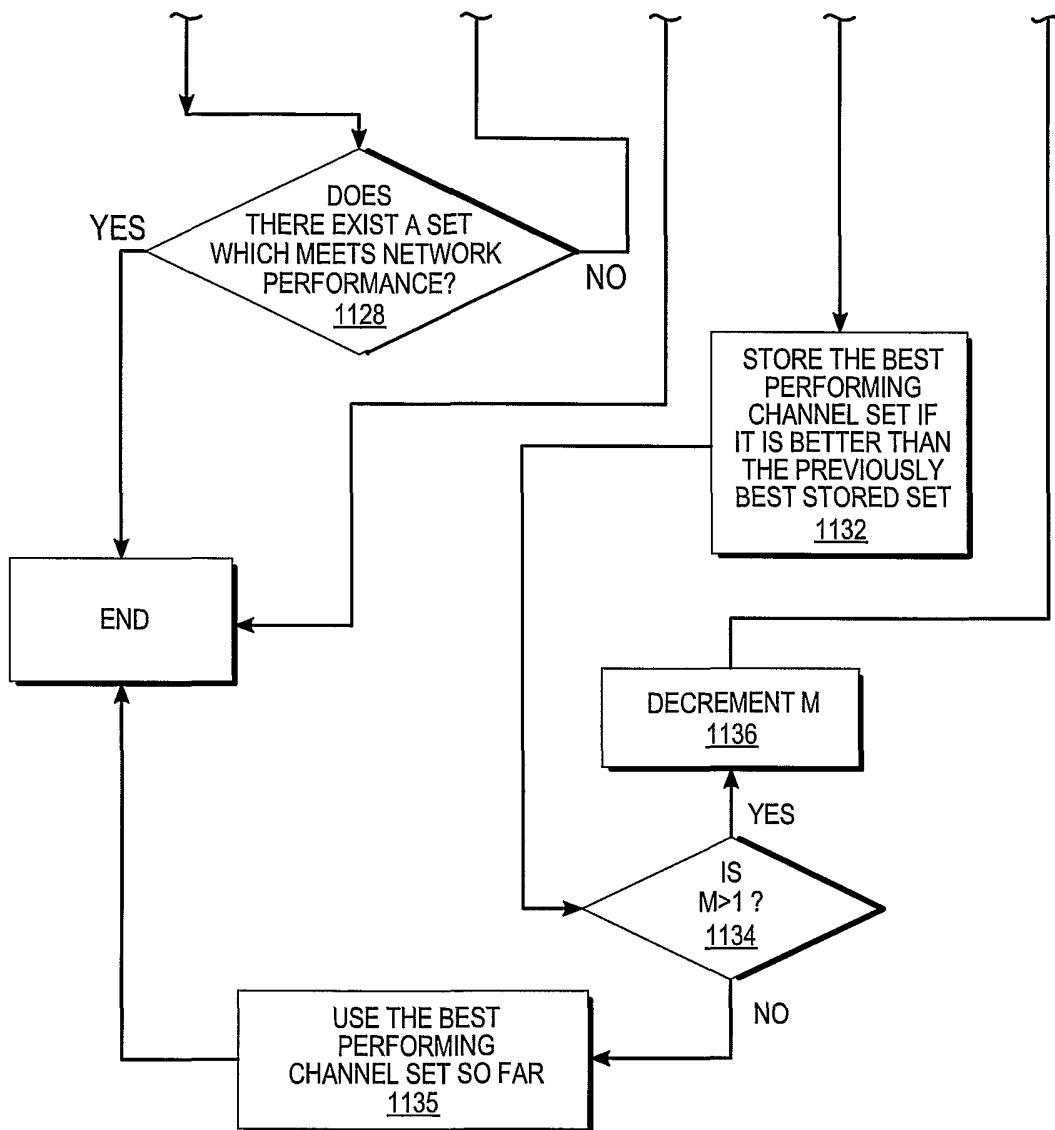 DOES
THERE EXIST A SET
WHICH MEETS NETWORK
PERFORMANCE?
1128
YES
NO
STORE THE BEST
PERFORMING
CHANNEL SET IF
IT IS BETTER THAN
THE PREVIOUSLY
BEST STORED SET
1132
END
DECREMENT M
1136
YES
IS
M>1 ?
1134
NO
USE THE BEST
PERFORMING
CHANNEL SET SO FAR
1135